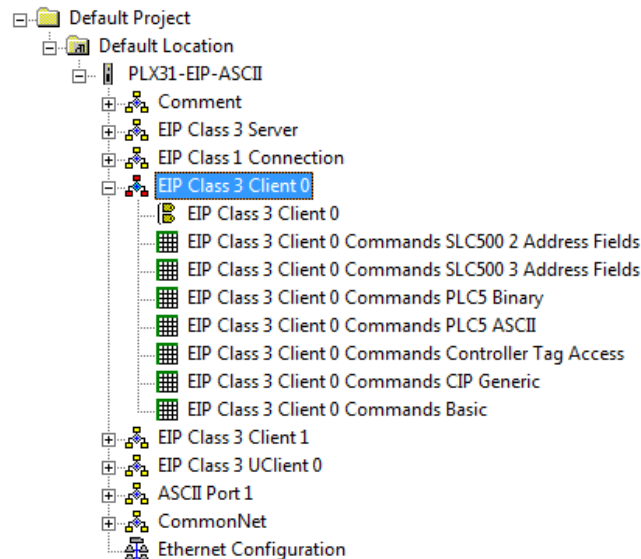 Default Project
Default Location
PLX31-EIP-ASCII
Comment
EIP Class 3 Server
EIP Class 1 Connection
EIP Class 3 Client 0
EIP Class 3 Client 0
EIP Class 3 Client 0 Commands SLC500 2 Address Fields
EIP Class 3 Client 0 Commands SLC500 3 Address Fields
EIP Class 3 Client 0 Commands PLC5 Binary
EIP Class 3 Client 0 Commands PLC5 ASCII
EIP Class 3 Client 0 Commands Controller Tag Access
EIP Class 3 Client 0 Commands CIP Generic
EIP Class 3 Client 0 Commands Basic
EIP Class 3 Client 1
EIP Class 3 UClient 0
ASCII Port 1
CommonNet
Ethernet Configuration